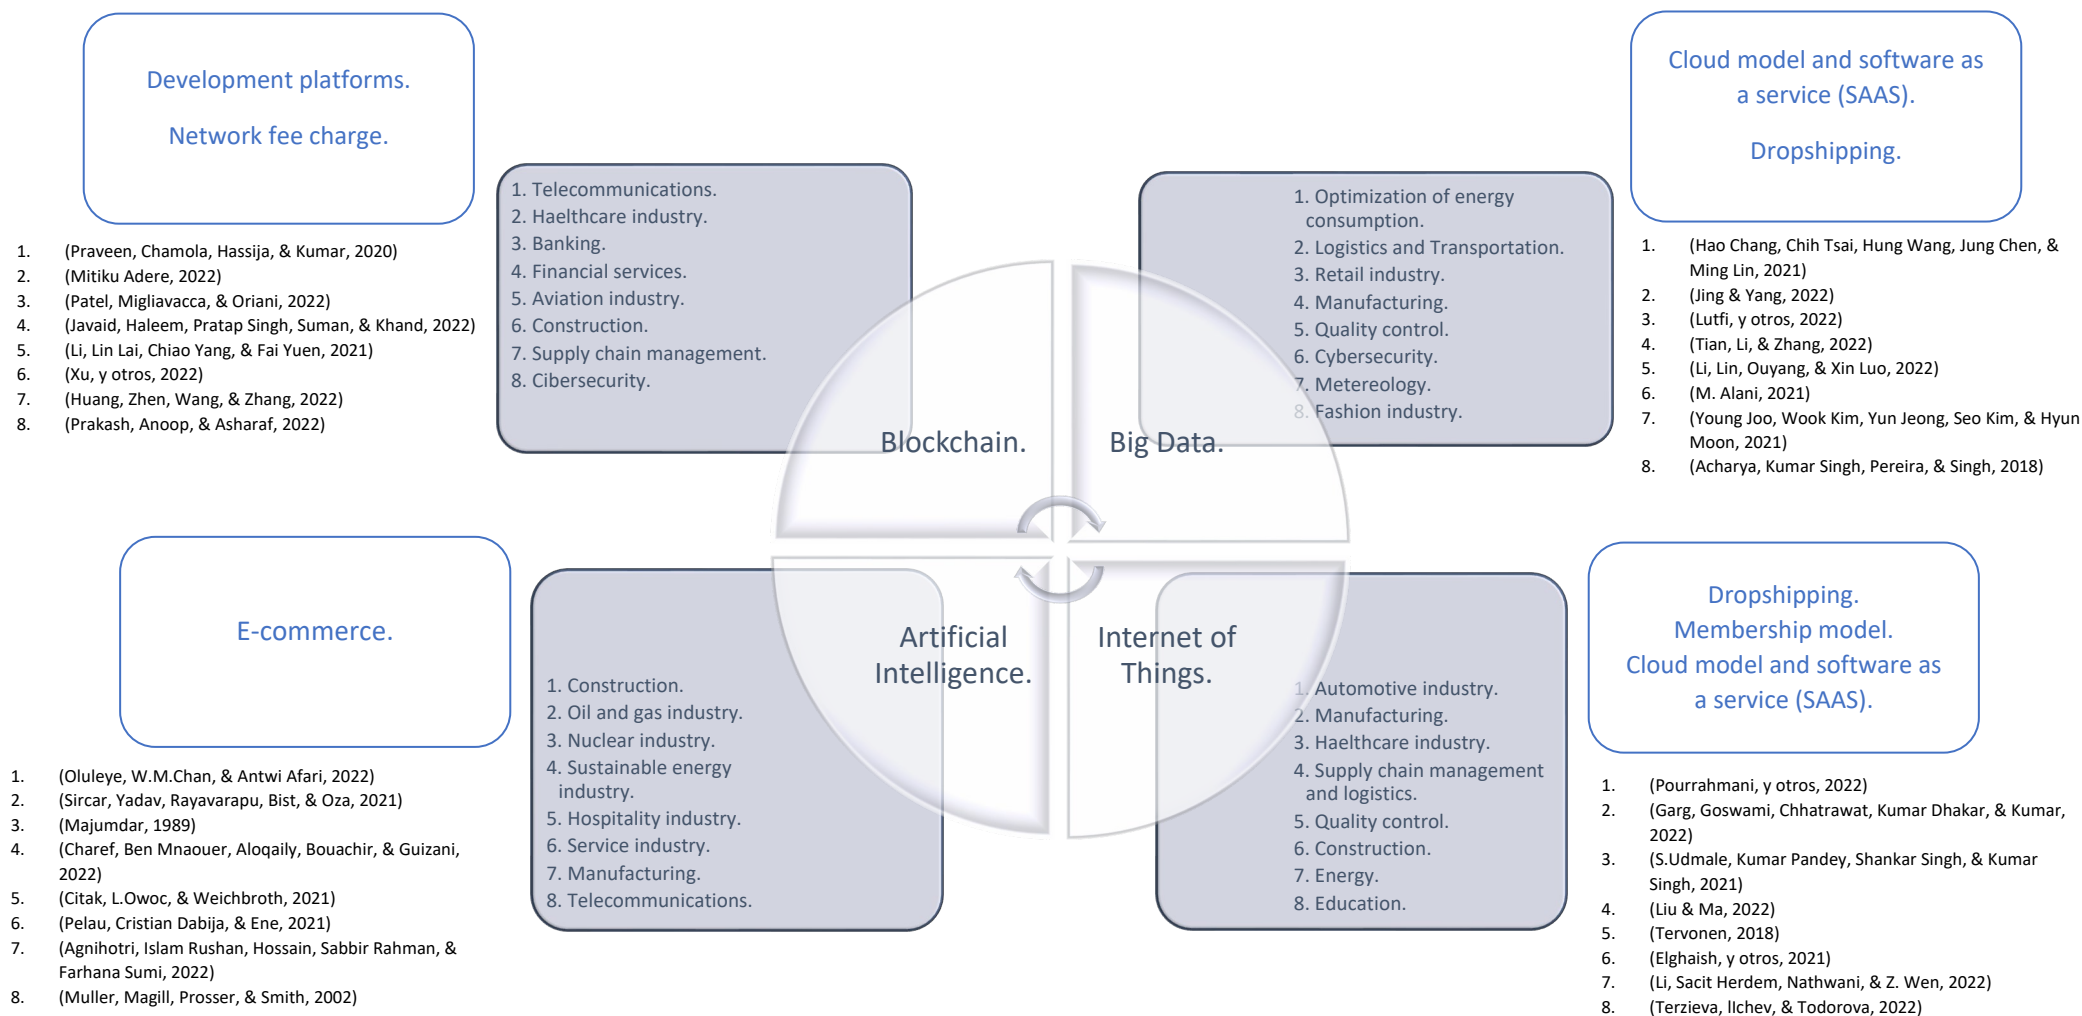 Development platforms.
Network fee charge.
1. Telecommunications.
2. Haelthcare industry.
3. Banking.
4. Financial services.
5. Aviation industry.
6. Construction.
7. Supply chain management.
8. Cibersecurity.
1. (Praveen, Chamola, Hassija, & Kumar, 2020)
2. (Mitiku Adere, 2022)
3. (Patel, Migliavacca, & Oriani, 2022)
4. (Javaid, Haleem, Pratap Singh, Suman, & Khand, 2022)
5. (Li, Lin Lai, Chiao Yang, & Fai Yuen, 2021)
6. (Xu, y otros, 2022)
7. (Huang, Zhen, Wang, & Zhang, 2022)
8. (Prakash, Anoop, & Asharaf, 2022)
Blockchain.
Cloud model and software as
a service (SAAS).
Dropshipping.
1. Optimization of energy
consumption.
2. Logistics and Transportation.
3. Retail industry.
4. Manufacturing.
5. Quality control.
6. Cybersecurity.
7. Metereology.
8. Fashion industry.
1. (Hao Chang, Chih Tsai, Hung Wang, Jung Chen, &
Ming Lin, 2021)
2. (Jing & Yang, 2022)
3. (Lutfi, y otros, 2022)
4. (Tian, Li, & Zhang, 2022)
5. (Li, Lin, Ouyang, & Xin Luo, 2022)
6. (M. Alani, 2021)
7. (Young Joo, Wook Kim, Yun Jeong, Seo Kim, & Hyun
Moon, 2021)
8. (Acharya, Kumar Singh, Pereira, & Singh, 2018)
Big Data.
E-commerce.
1. Construction.
2. Oil and gas industry.
3. Nuclear industry.
4. Sustainable energy
industry.
5. Hospitality industry.
6. Service industry.
7. Manufacturing.
8. Telecommunications.
1. (Oluleye, W.M.Chan, & Antwi Afari, 2022)
2. (Sircar, Yadav, Rayavarapu, Bist, & Oza, 2021)
3. (Majumdar, 1989)
4. (Charef, Ben Mnaouer, Aloqaily, Bouachir, & Guizani,
2022)
5. (Citak, L.Owoc, & Weichbroth, 2021)
6. (Pelau, Cristian Dabija, & Ene, 2021)
7. (Agnihotri, Islam Rushan, Hossain, Sabbir Rahman, &
Farhana Sumi, 2022)
8. (Muller, Magill, Prosser, & Smith, 2002)
Artificial
Intelligence.
Internet of
Things.
Dropshipping.
Membership model.
Cloud model and software as
a service (SAAS).
1. Automotive industry.
2. Manufacturing.
3. Haelthcare industry.
4. Supply chain management
and logistics.
5. Quality control.
6. Construction.
7. Energy.
8. Education.
1. (Pourrahmani, y otros, 2022)
2. (Garg, Goswami, Chhatrawat, Kumar Dhakar, & Kumar,
2022)
3. (S.Udmale, Kumar Pandey, Shankar Singh, & Kumar
Singh, 2021)
4. (Liu & Ma, 2022)
5. (Tervonen, 2018)
6. (Elghaish, y otros, 2021)
7. (Li, Sacit Herdem, Nathwani, & Z. Wen, 2022)
8. (Terzieva, llchev, & Todorova, 2022)